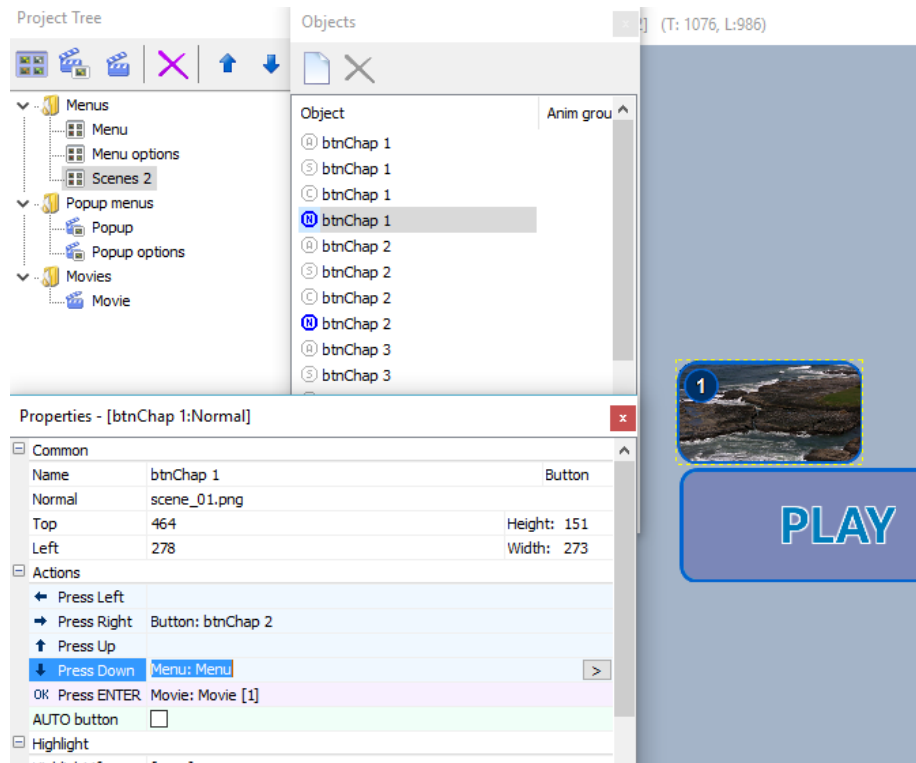 Project Tree
Menus
Menu
Menu options
Scenes 2
Popup menus
Popup
Popup options
Movies
Movie
Objects
x
Object Anim grou
A btnChap 1
S btnChap 1
C btnChap 1
N btnChap 1
A btnChap 2
S btnChap 2
C btnChap 2
N btnChap 2
A btnChap 3
S btnChap 3
] (T: 1076, L:986)
1
PLAY
Properties - [btnChap 1:Normal]
x
Common
Name btnChap 1 Button
Normal scene_01.png
Top 464 Height: 151
Left 278 Width: 273
Actions
Press Left
Press Right Button: btnChap 2
Press Up
Press Down Menu: Menu >
OK Press ENTER Movie: Movie [1]
AUTO button
Highlight